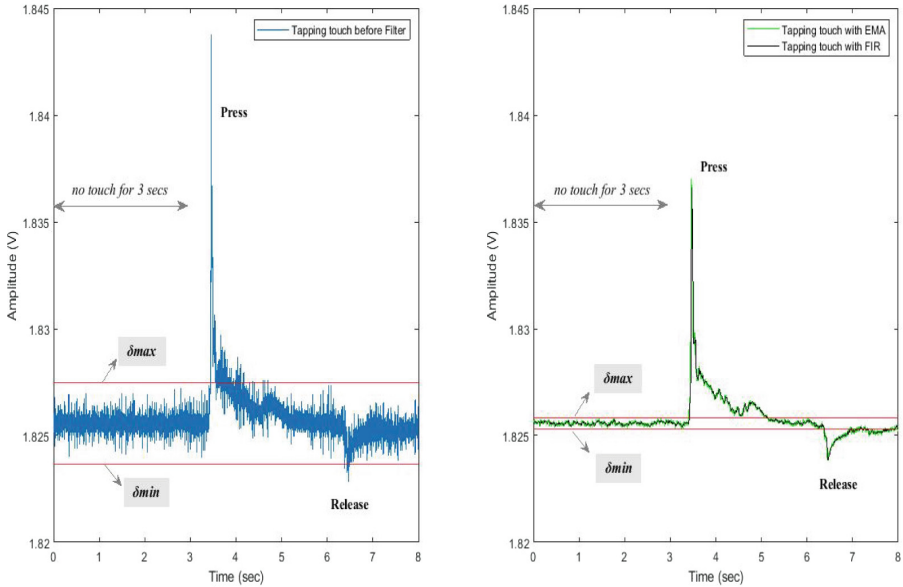 1.845
Tapping touch before Filter
1.84
Press
no touch for 3 secs
1.835
Amplitude (V)
1.83
δmax
1.825
δmin
Release
1.82
0 1 2 3 4 5 6 7 8
Time (sec)
1.845
Tapping touch with EMA
Tapping touch with FIR
1.84
Press
no touch for 3 secs
1.835
Amplitude (V)
1.83
δmax
1.825
δmin
Release
1.82
0 1 2 3 4 5 6 7 8
Time (sec)